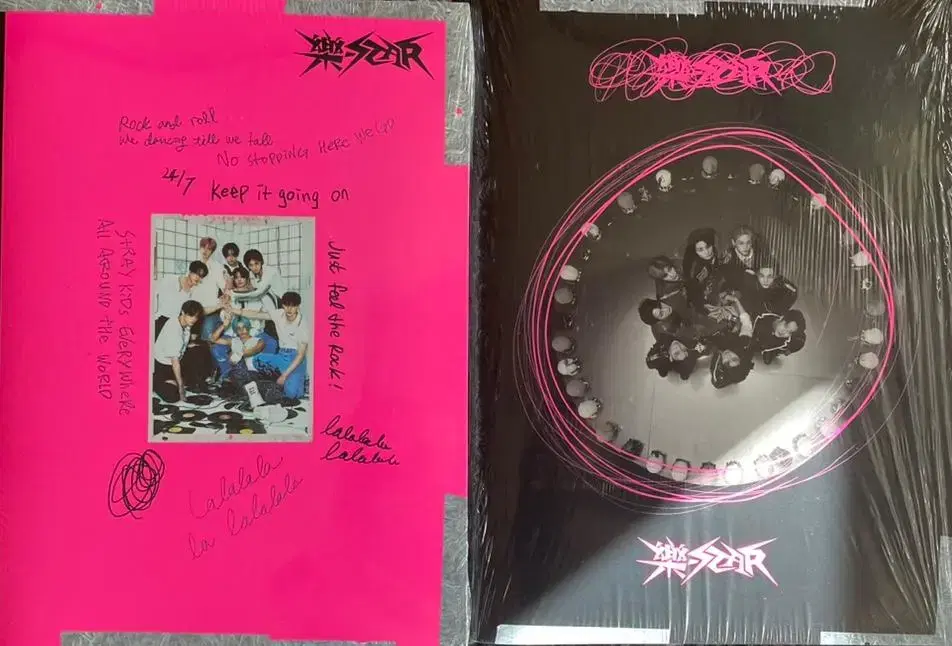 樂-STAR
Rock and roll
We dancing till we fall
No stopping Here We Go
24/7
Keep it going on
STRAY KIDS EVERYWHERE
All AROUND the WORLD
Just feel the Rock!
lalalala
lalalala
Lalalala
la lalalala
樂-STAR
樂-STAR